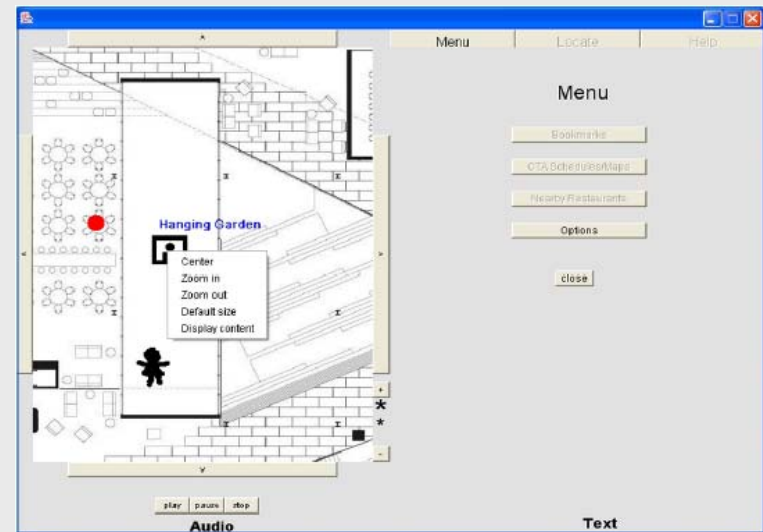 Menu
Locate
Help
Menu
Bookmarks
CTA Schedules/Maps
Nearby Restaurants
Options
close
Hanging Garden
Center
Zoom in
Zoom out
Default size
Display content
+
*
*
-
play pause stop
Audio
Text